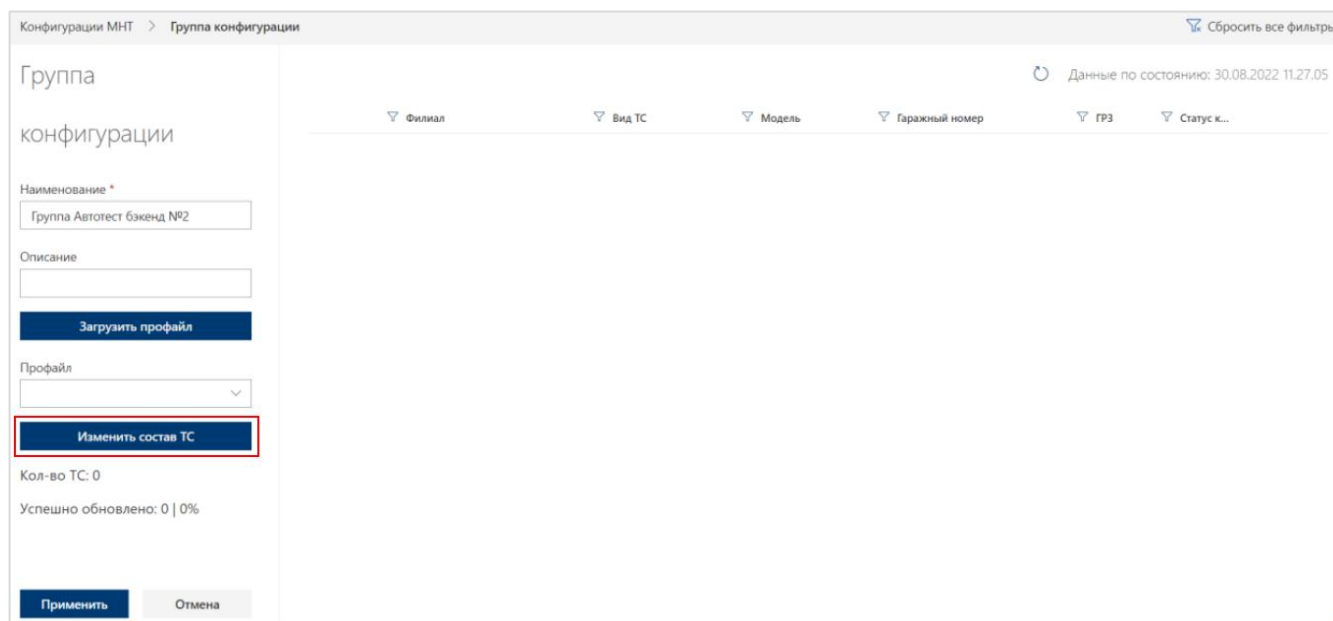 Конфигурации МНТ > Группа конфигурации
Сбросить все фильтры
Группа
конфигурации
Данные по состоянию: 30.08.2022 11.27.05
Филиал Вид ТС Модель Гаражный номер ГРЗ Статус к...
Наименование *
Группа Автотест бэкенд №2
Описание
Загрузить профайл
Профайл
Изменить состав ТС
Кол-во ТС: 0
Успешно обновлено: 0 | 0%
Применить Отмена